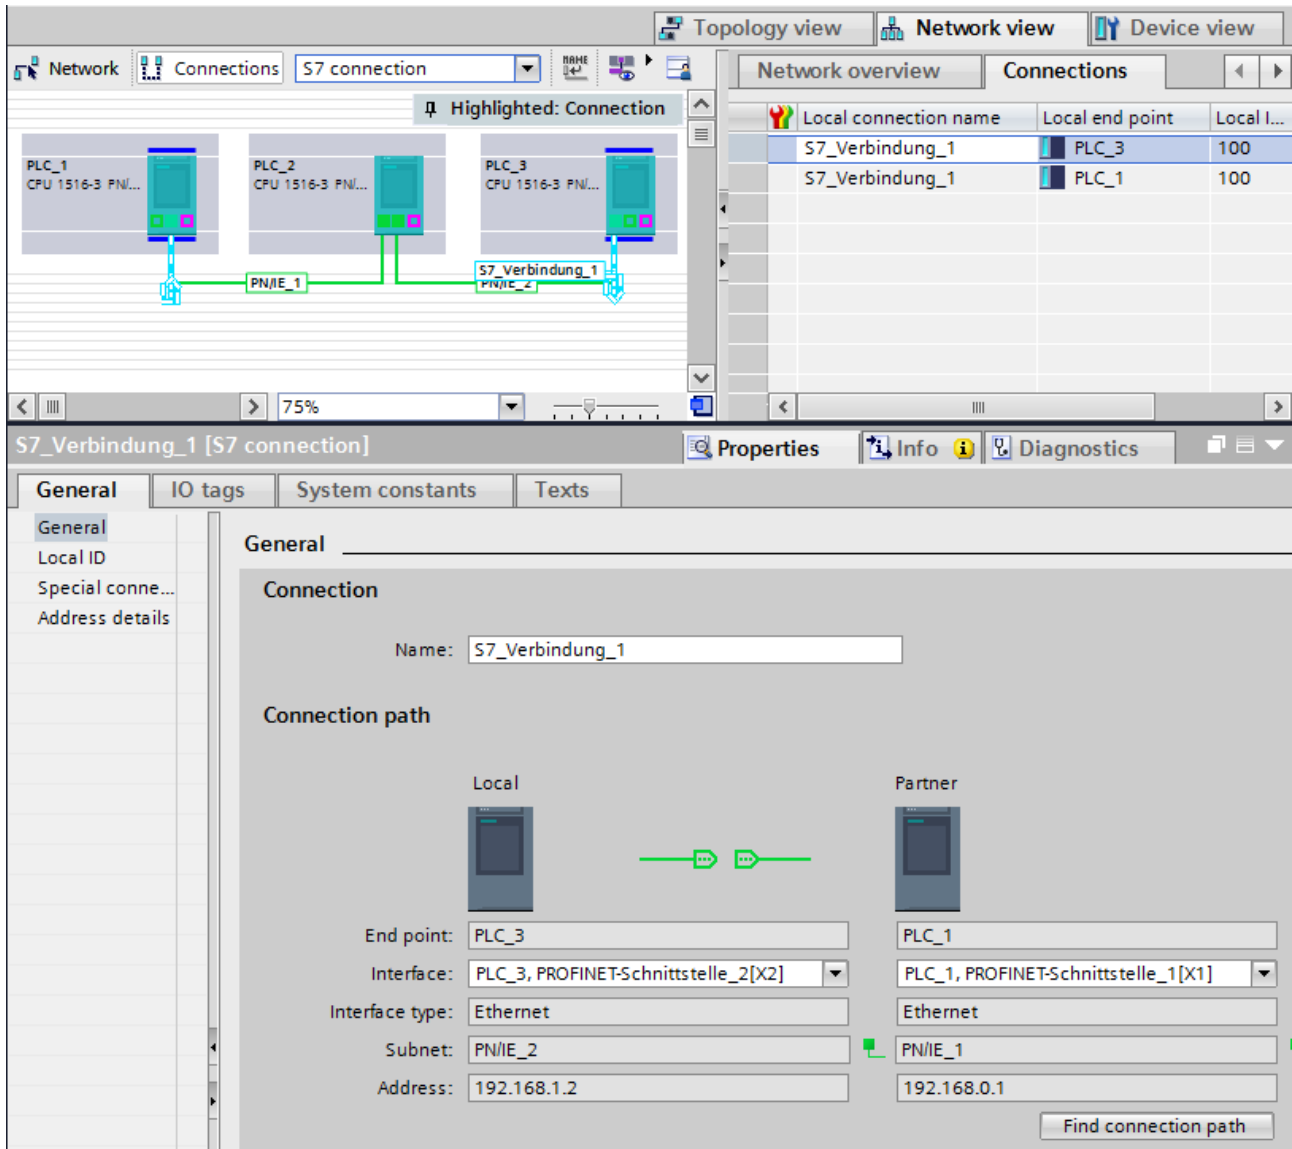 Topology view
Network view
Device view
Network
Connections
S7 connection
NAME
Network overview
Connections
Highlighted: Connection
Local connection name
Local end point
Local I...
S7_Verbindung_1
PLC_3
100
S7_Verbindung_1
PLC_1
100
PLC_1
CPU 1516-3 PN/...
PLC_2
CPU 1516-3 PN/...
PLC_3
CPU 1516-3 PN/...
S7_Verbindung_1
PN/IE_1
PN/IE_2
75%
S7_Verbindung_1 [S7 connection]
Properties
Info
Diagnostics
General
IO tags
System constants
Texts
General
Local ID
Special conne...
Address details
General
Connection
Name: S7_Verbindung_1
Connection path
Local
Partner
End point: PLC_3
PLC_1
Interface: PLC_3, PROFINET-Schnittstelle_2[X2]
PLC_1, PROFINET-Schnittstelle_1[X1]
Interface type: Ethernet
Ethernet
Subnet: PN/IE_2
PN/IE_1
Address: 192.168.1.2
192.168.0.1
Find connection path